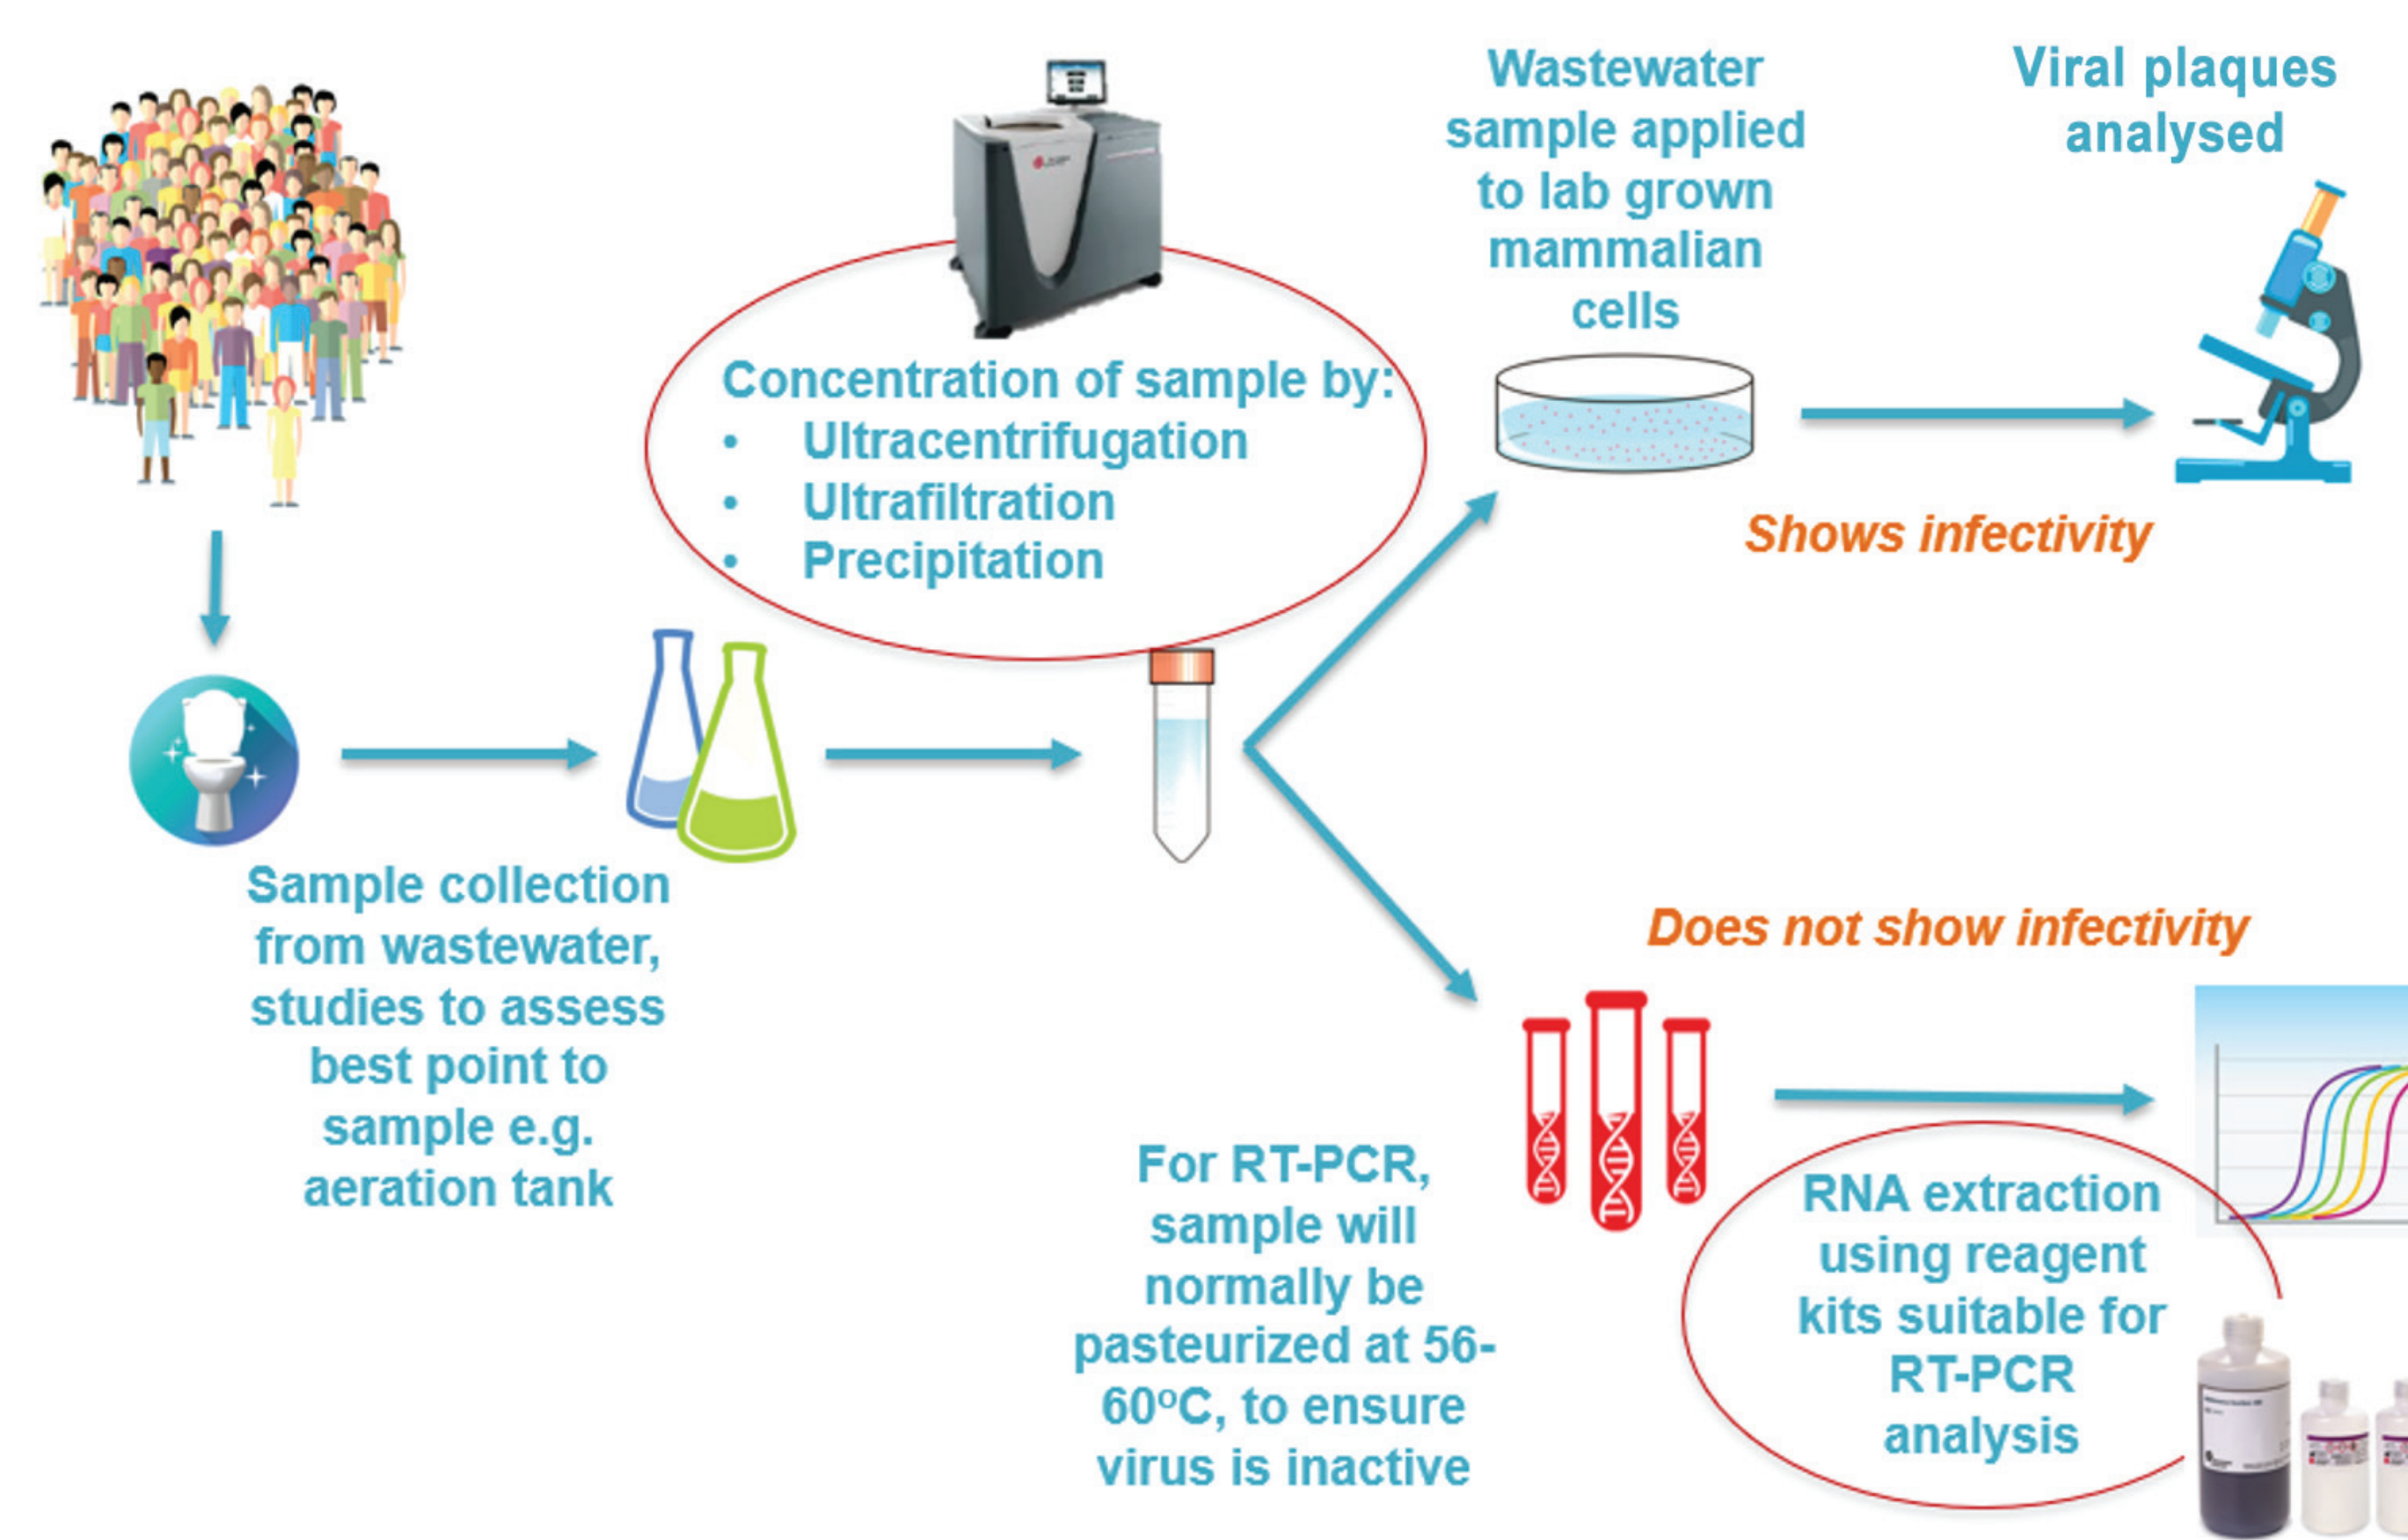 Concentration of sample by:
• Ultracentrifugation
• Ultrafiltration
• Precipitation
Wastewater
sample applied
to lab grown
mammalian
cells
Viral plaques
analysed
Shows infectivity
Sample collection
from wastewater,
studies to assess
best point to
sample e.g.
aeration tank
Does not show infectivity
For RT-PCR,
sample will
normally be
pasteurized at 56-
60ºC, to ensure
virus is inactive
RNA extraction
using reagent
kits suitable for
RT-PCR
analysis